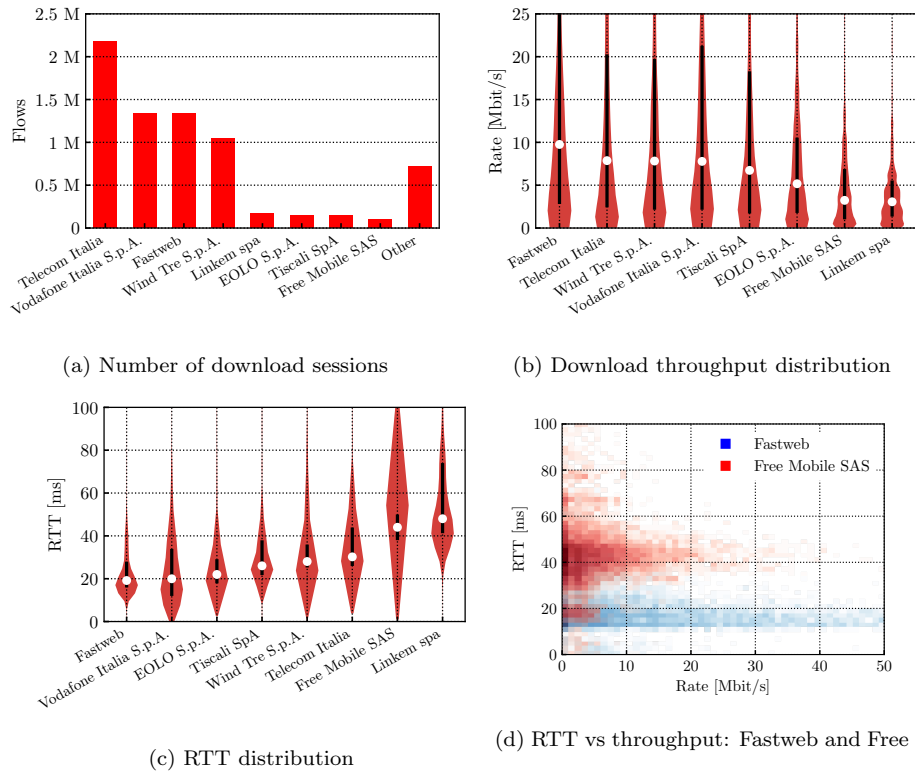 2 M
1.5 M
1 M
0.5 M
0
Flows
Telecom Italia
Vodafone Italia S.p.A.
Fastweb
Wind Tre S.p.A.
Linkem spa
EOLO S.p.A.
Tiscali SpA
Free Mobile SAS
Other
(a) Number of download sessions
25
20
15
10
5
0
Rate [Mbit/s]
Fastweb
Telecom Italia
Wind Tre S.p.A.
Vodafone Italia S.p.A.
Tiscali SpA
EOLO S.p.A.
Free Mobile SAS
Linkem spa
(b) Download throughput distribution
100
80
60
40
20
0
RTT [ms]
Fastweb
Vodafone Italia S.p.A.
EOLO S.p.A.
Tiscali SpA
Wind Tre S.p.A.
Telecom Italia
Free Mobile SAS
Linkem spa
(c) RTT distribution
100
80
60
40
20
0
RTT [ms]
Fastweb
Free Mobile SAS
0 10 20 30 40 50
Rate [Mbit/s]
(d) RTT vs throughput: Fastweb and Free